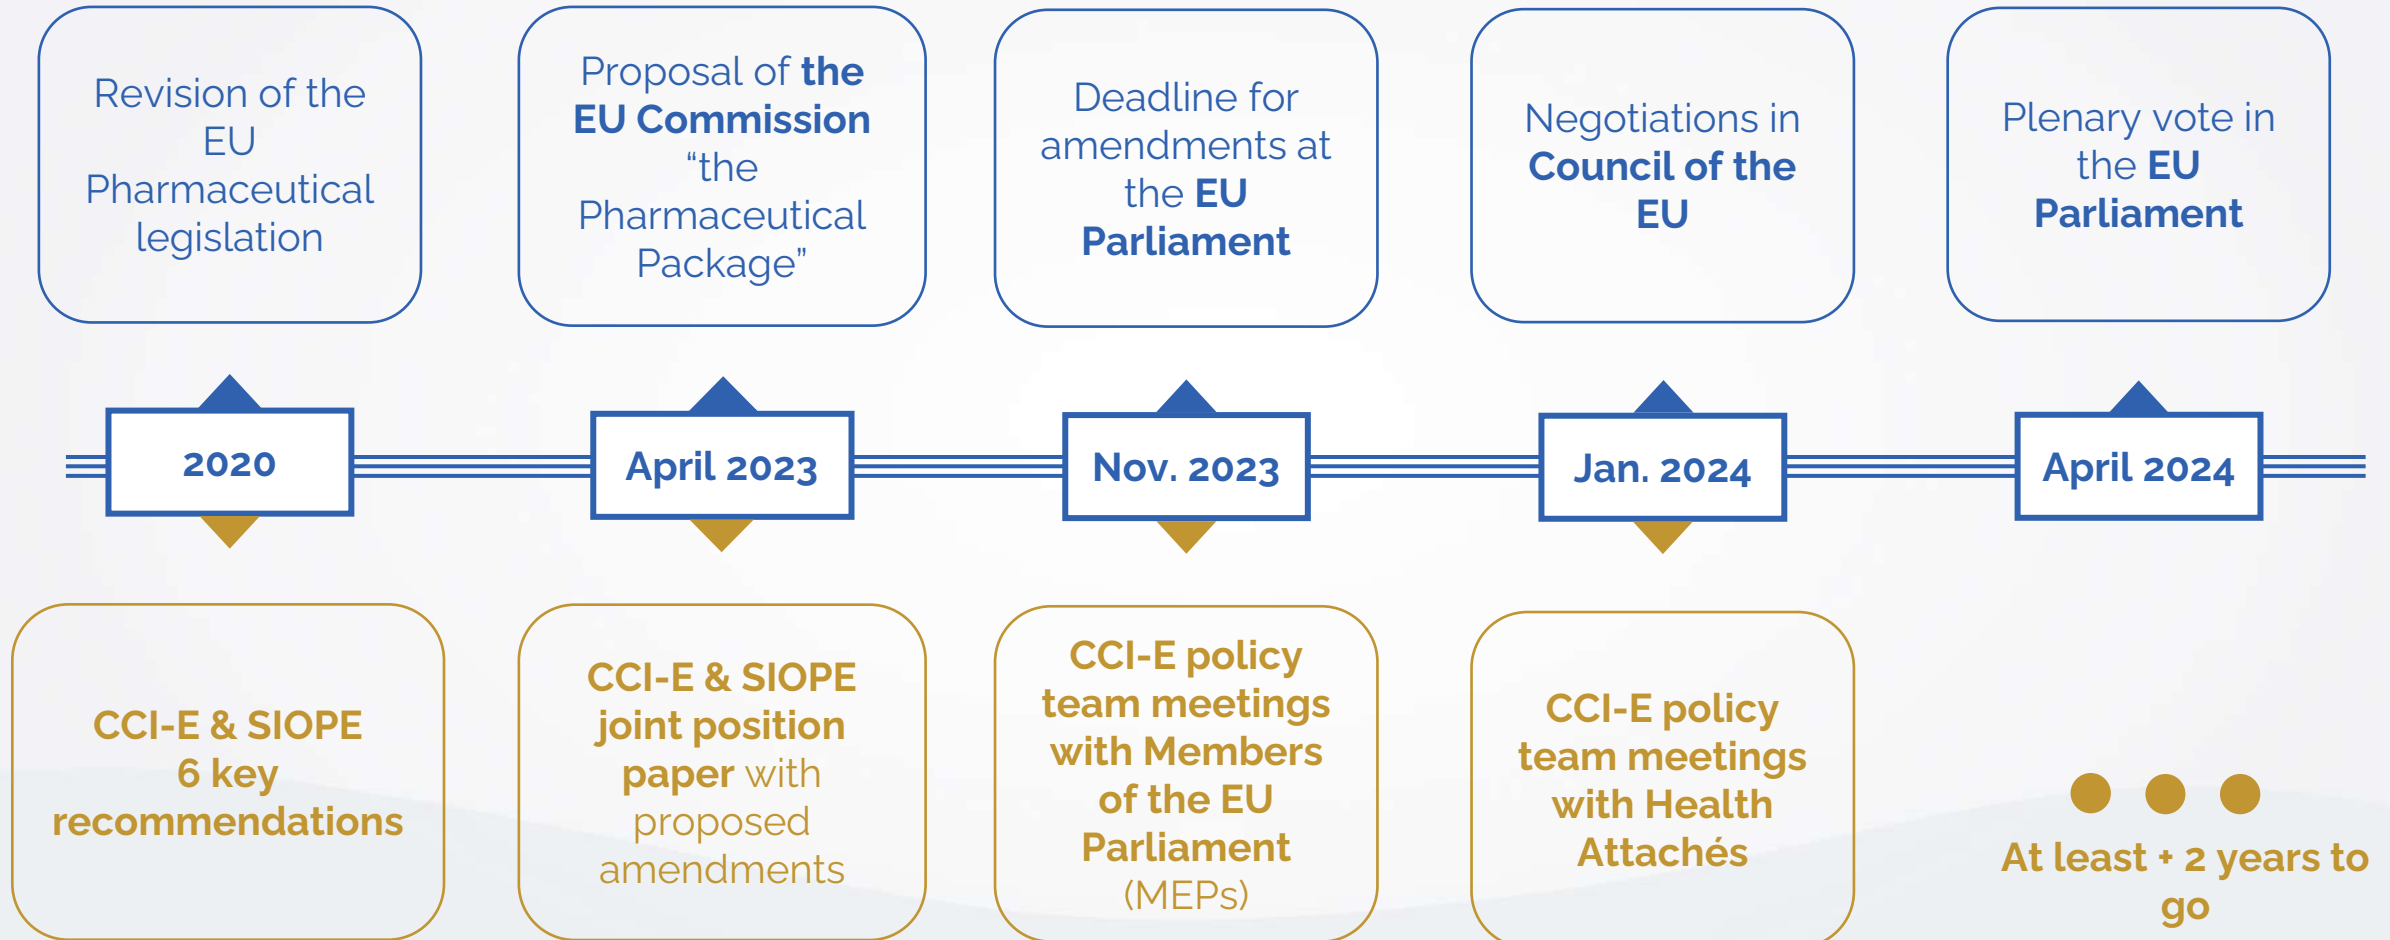 Revision of the
EU
Pharmaceutical
legislation
Proposal of the
EU Commission
“the
Pharmaceutical
Package”
Deadline for
amendments at
the EU
Parliament
Negotiations in
Council of the
EU
Plenary vote in
the EU
Parliament
2020
April 2023
Nov. 2023
Jan. 2024
April 2024
CCI-E & SIOPE
6 key
recommendations
CCI-E & SIOPE
joint position
paper with
proposed
amendments
CCI-E policy
team meetings
with Members
of the EU
Parliament
(MEPs)
CCI-E policy
team meetings
with Health
Attachés
At least + 2 years to
go